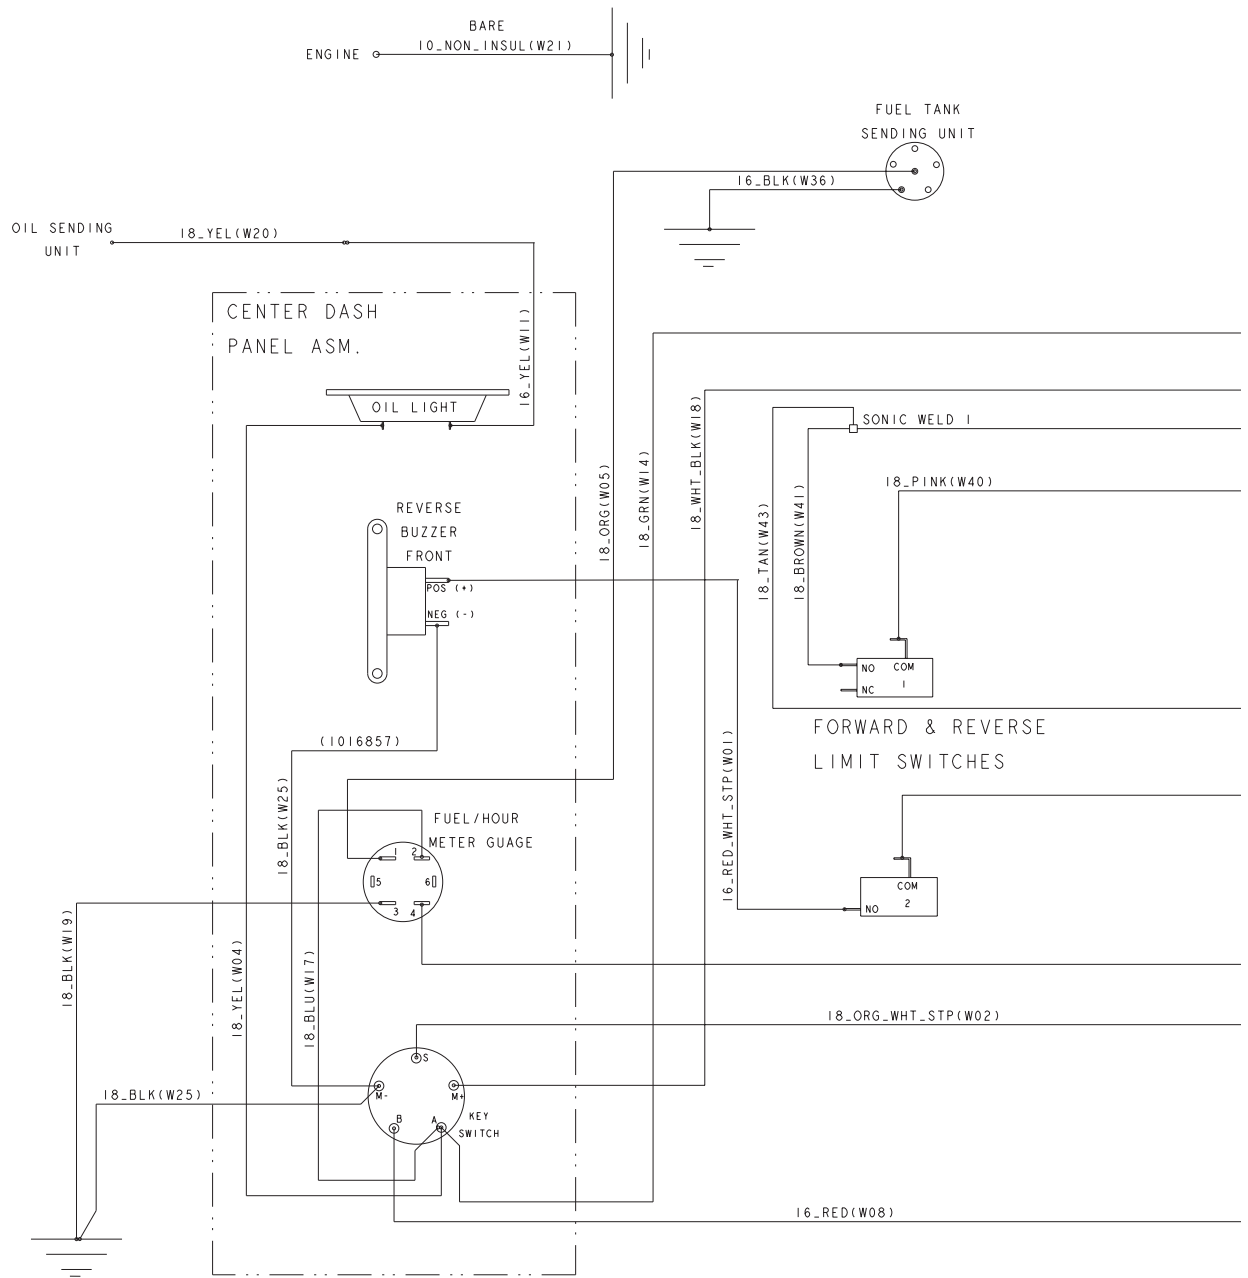 BARE
10_NON_INSUL(W21)
ENGINE
FUEL TANK
SENDING UNIT
16_BLK(W36)
OIL SENDING
UNIT
18_YEL(W20)
CENTER DASH
PANEL ASM.
16_YEL(W11)
OIL LIGHT
18_ORG(W05)
18_GRN(W14)
18_WHT_BLK(W18)
SONIC WELD 1
18_PINK(W40)
18_TAN(W43)
18_BROWN(W41)
REVERSE
BUZZER
FRONT
POS (+)
NEG (-)
NO
COM
1
NC
FORWARD & REVERSE
LIMIT SWITCHES
(1016857)
18_BLK(W25)
16_RED_WHT_STP(W01)
FUEL/HOUR
METER GUAGE
1
2
5
6
3
4
COM
NO
2
18_BLK(W19)
18_YEL(W04)
18_BLU(W17)
18_ORG_WHT_STP(W02)
S
18_BLK(W25)
M-
M+
B
A
KEY
SWITCH
16_RED(W08)